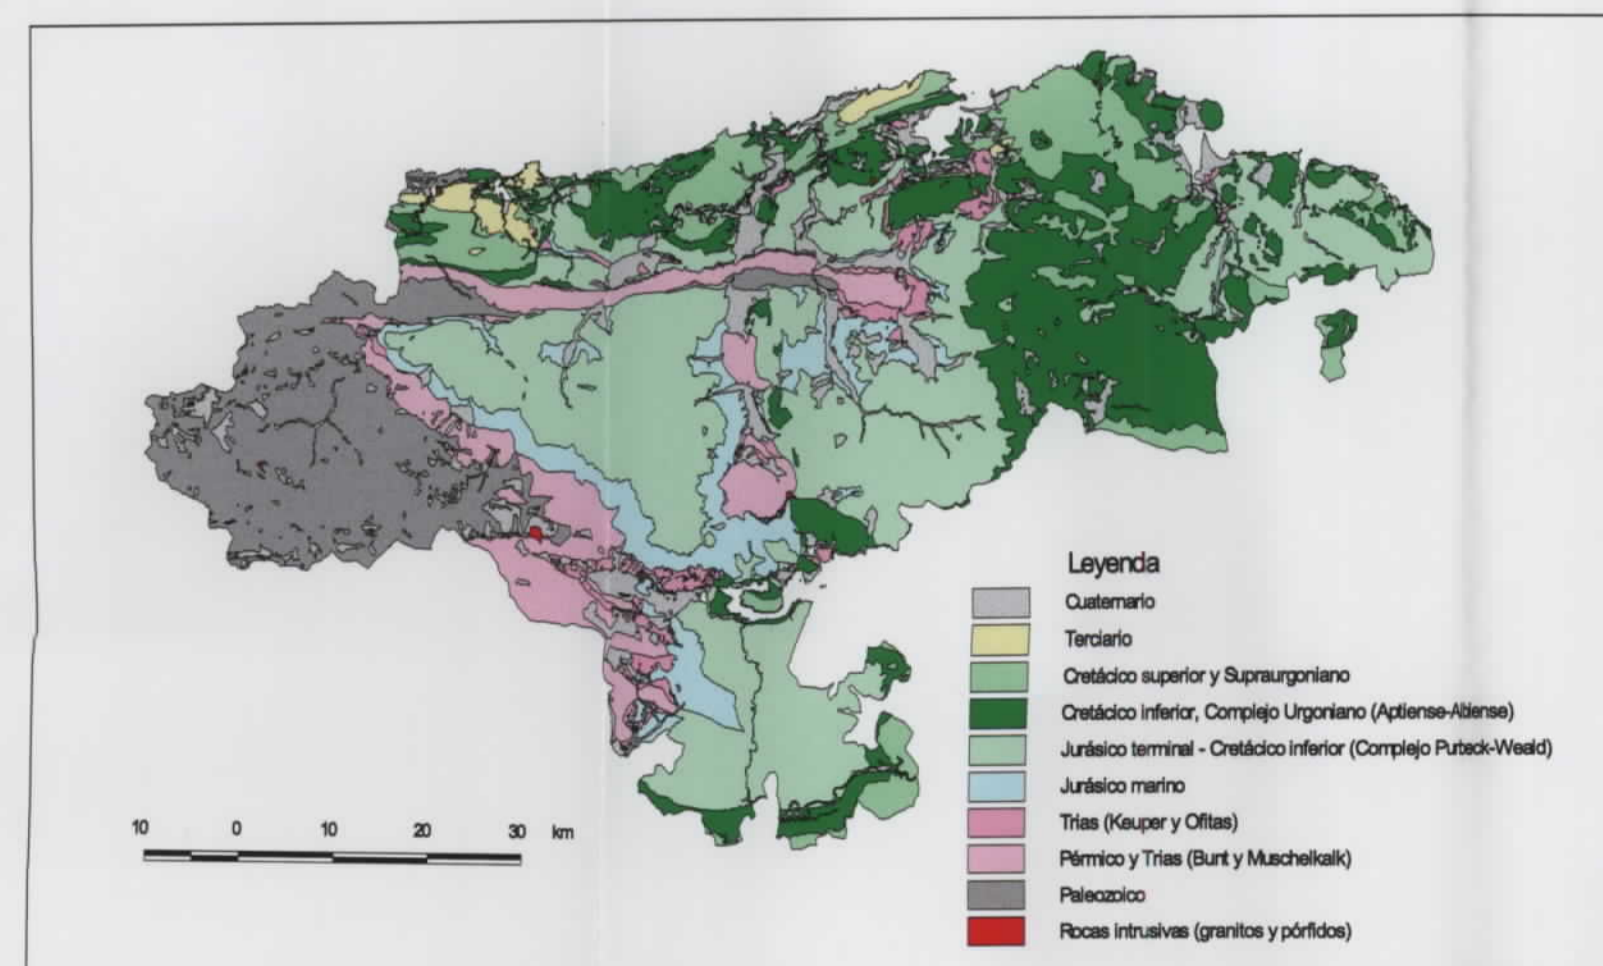 Leyenda
Cuaternario
Terciario
Cretácico superior y Supraurgoniano
Cretácico inferior, Complejo Urgoniano (Aptiense-Albiense)
Jurásico terminal - Cretácico inferior (Complejo Purteck-Weald)
Jurásico marino
Trias (Keuper y Ofitas)
Pérmico y Trias (Bunt y Muschelkalk)
Paleozoico
Rocas intrusivas (granitos y pórfidos)
10 0 10 20 30 km